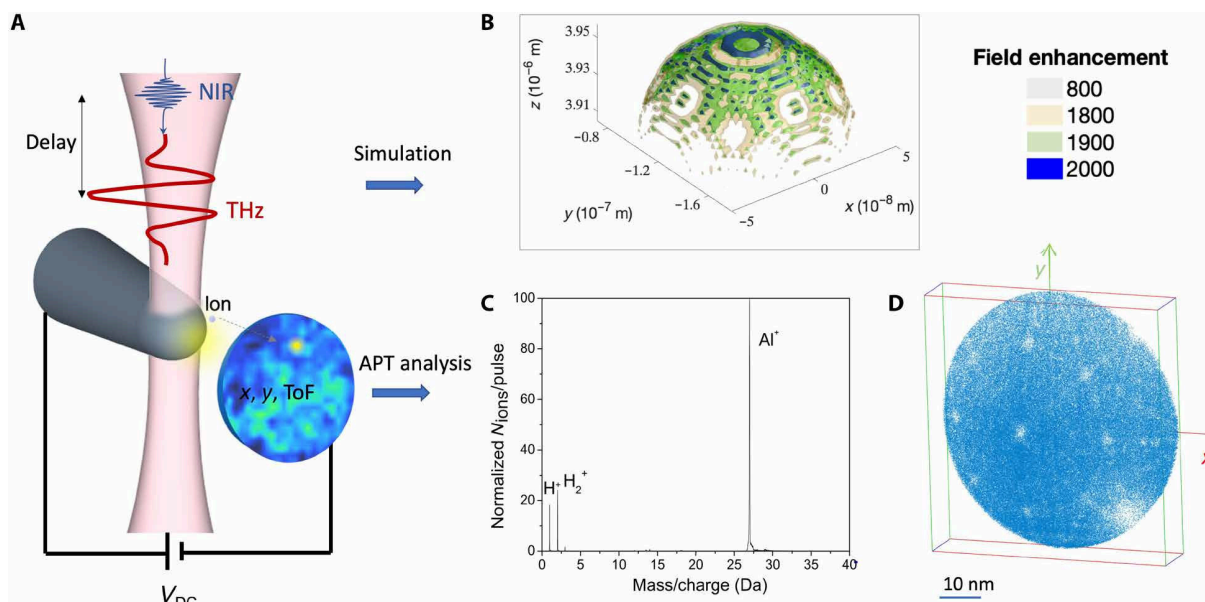 A
NIR
Delay
THz
Ion
x, y, ToF
V_DC
Simulation
APT analysis
B
z (10⁻⁶ m)
3.95
3.93
3.91
−0.8
−1.2
−1.6
y (10⁻⁷ m)
−5
0
5
x (10⁻⁸ m)
Field enhancement
800
1800
1900
2000
C
Normalized Nions/pulse
100
80
60
40
20
0
H⁺
H₂⁺
Al⁺
0 5 10 15 20 25 30 35 40
Mass/charge (Da)
D
y
x
10 nm